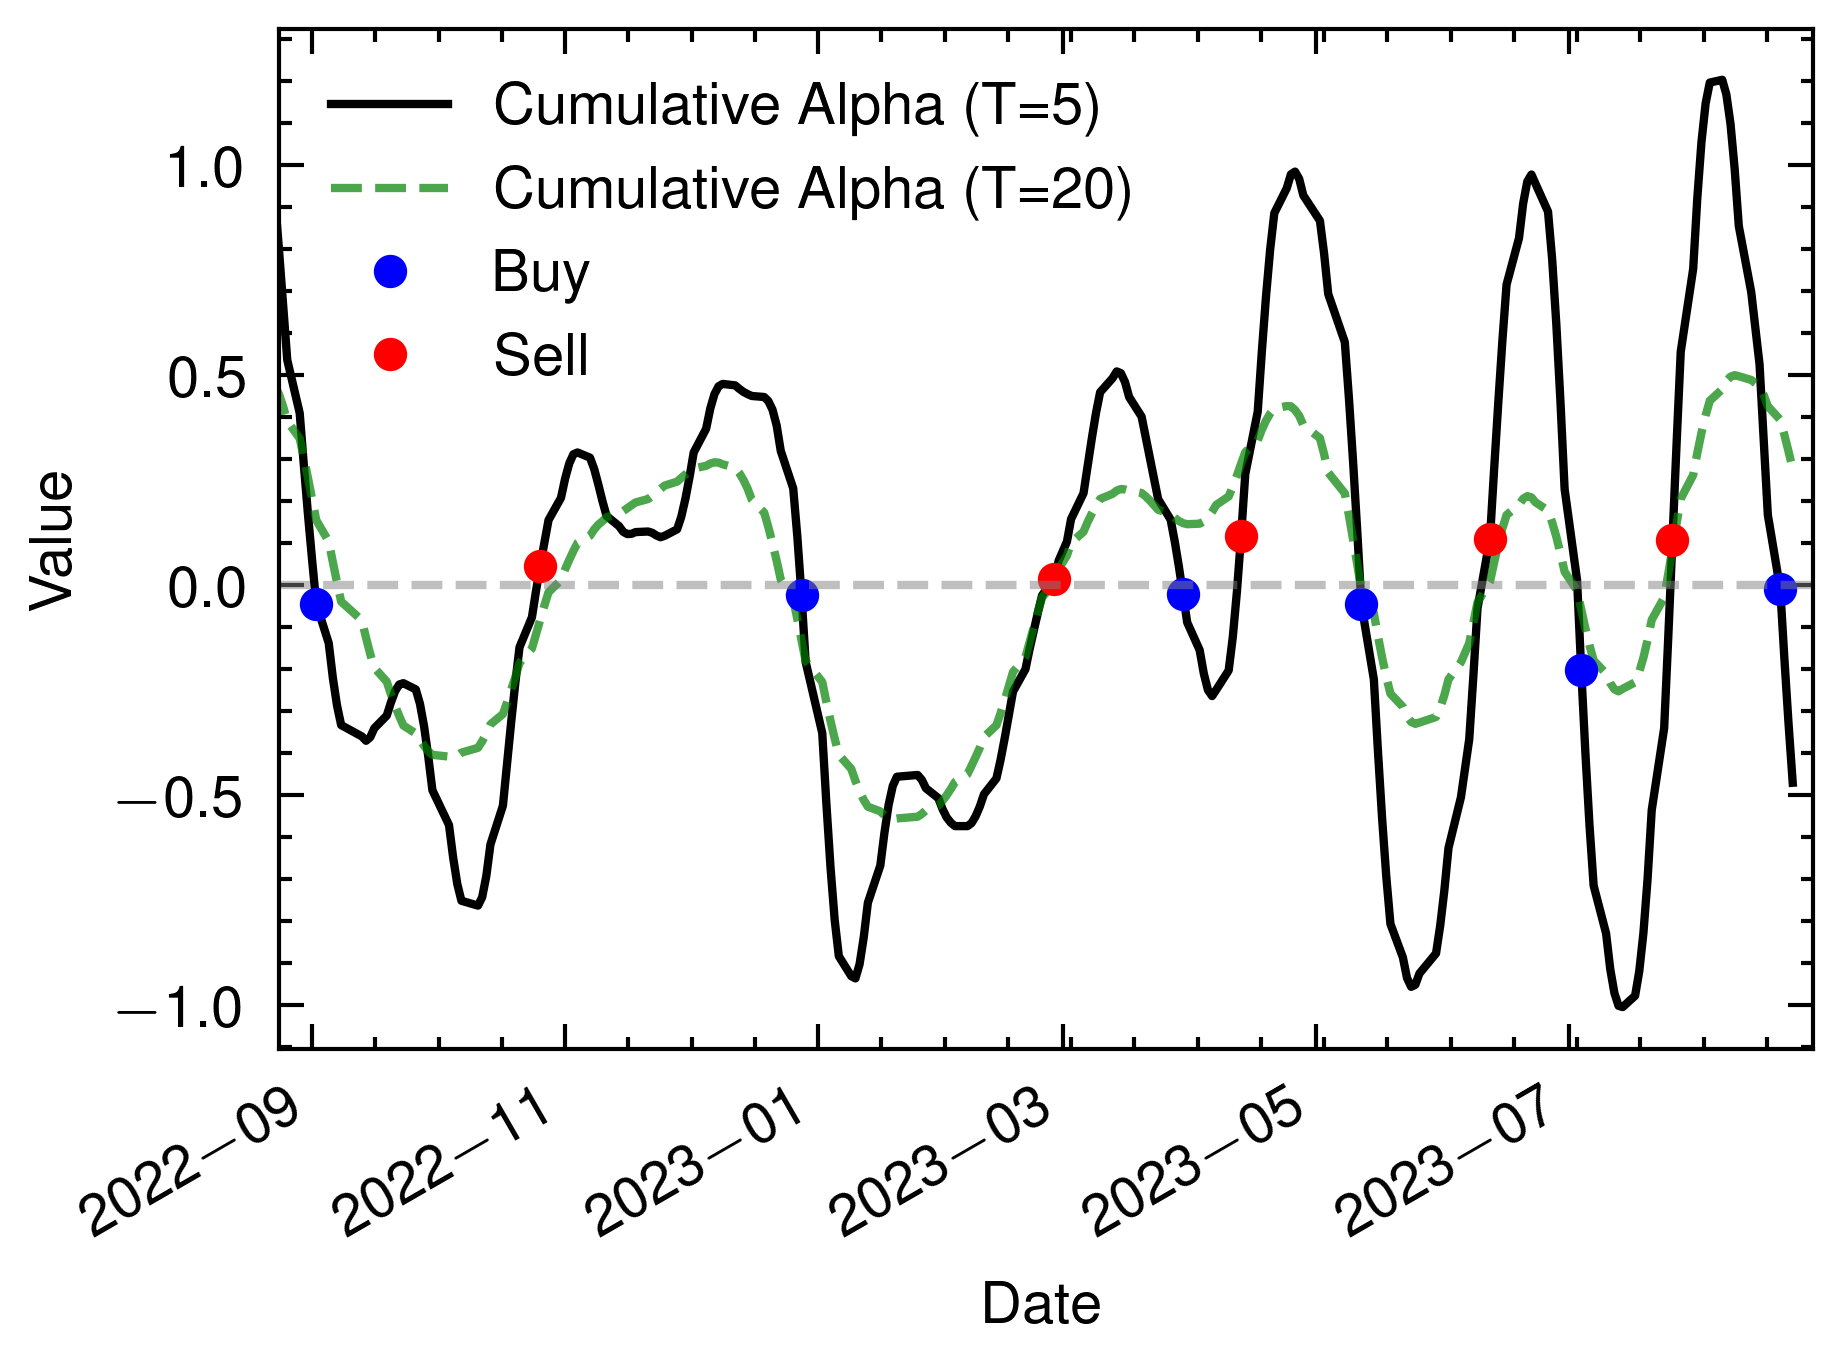 Cumulative Alpha (T=5)
Cumulative Alpha (T=20)
Buy
Sell
Value
1.0
0.5
0.0
−0.5
−1.0
2022−09
2022−11
2023−01
2023−03
2023−05
2023−07
Date